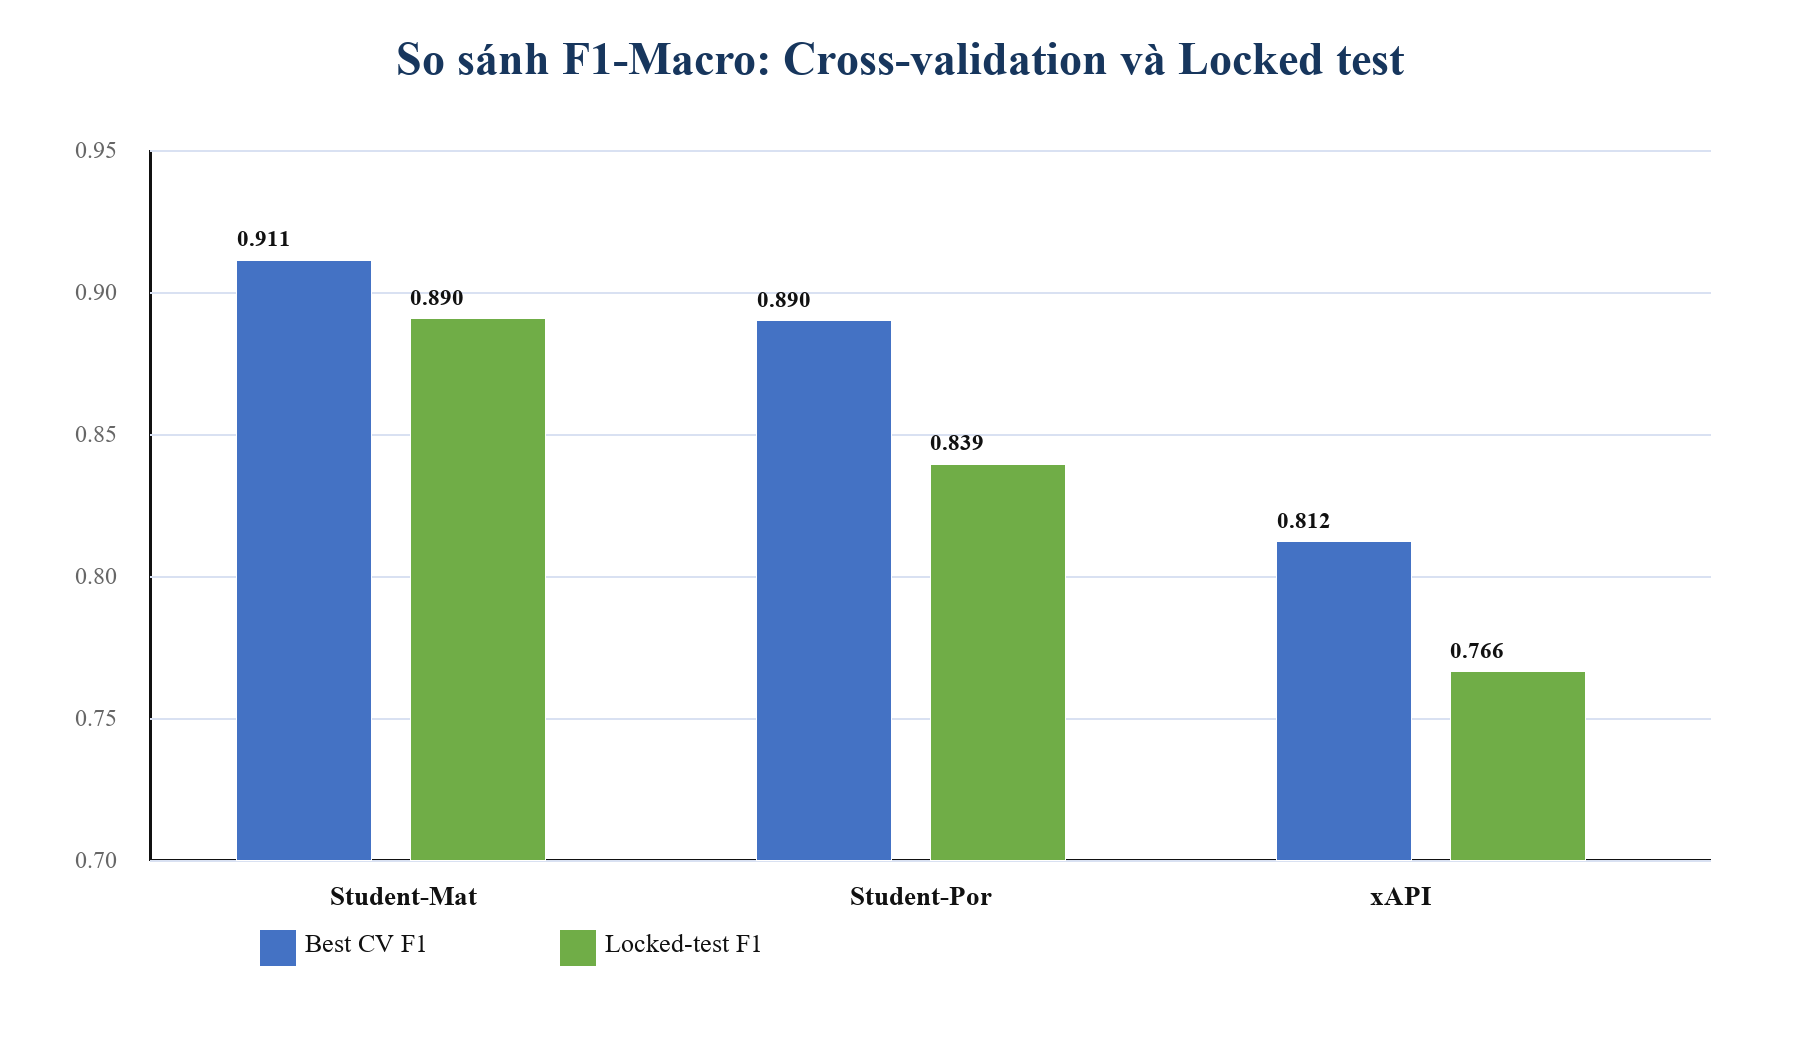 So sánh F1-Macro: Cross-validation và Locked test
0.95
0.90
0.85
0.80
0.75
0.70
0.911
0.890
0.890
0.839
0.812
0.766
Student-Mat
Student-Por
xAPI
Best CV F1
Locked-test F1